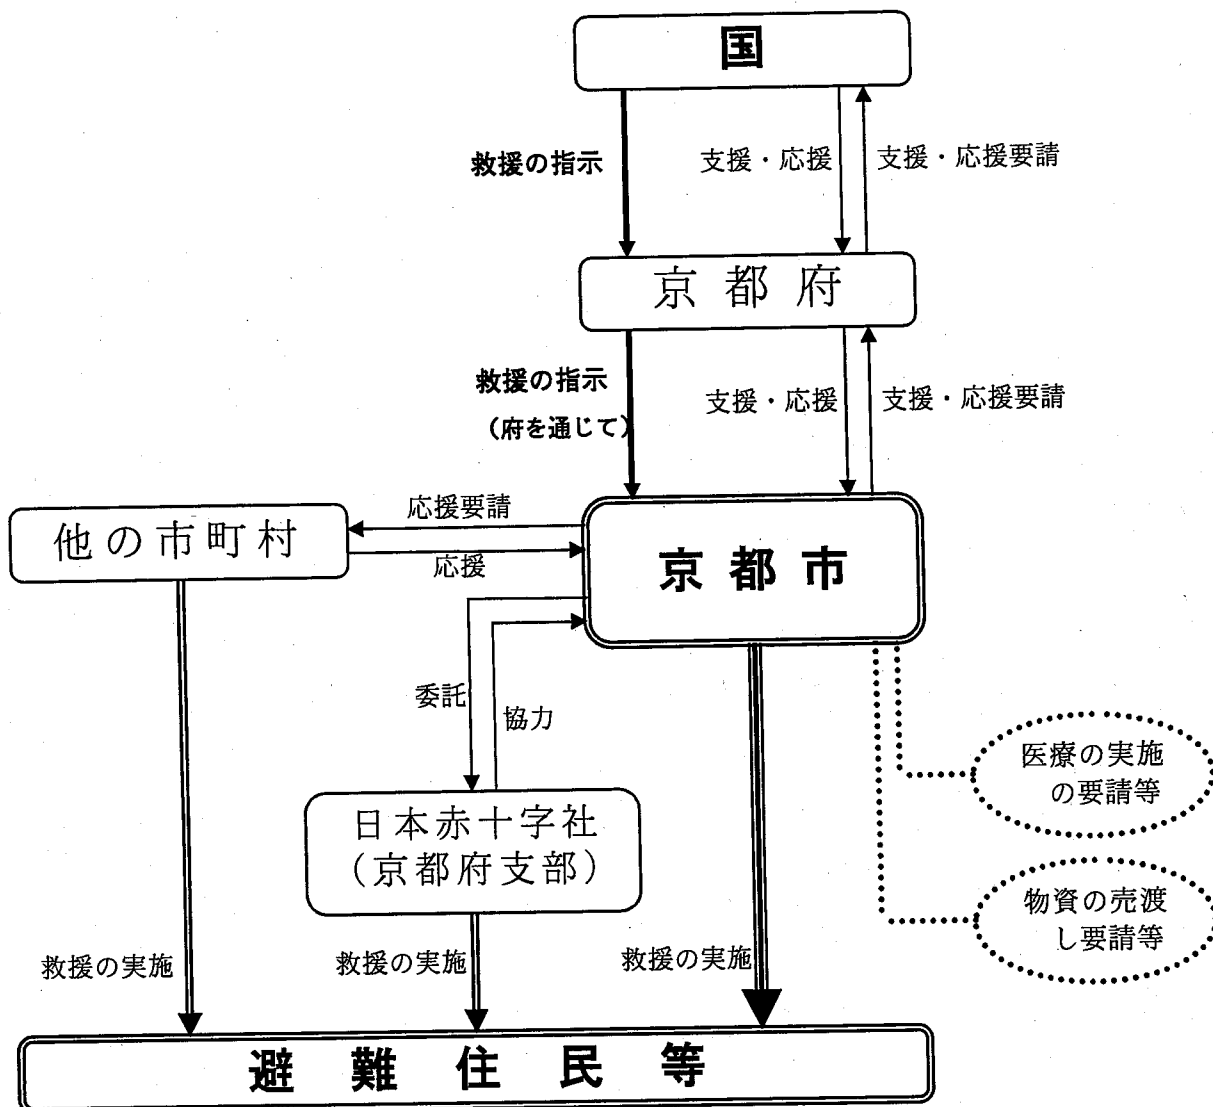 国
救援の指示
支援・応援
支援・応援要請
京都府
救援の指示
（府を通じて）
支援・応援
支援・応援要請
他の市町村
応援要請
応援
京都市
委託
協力
医療の実施
の要請等
日本赤十字社
（京都府支部）
物資の売渡
し要請等
救援の実施
救援の実施
救援の実施
避難住民等